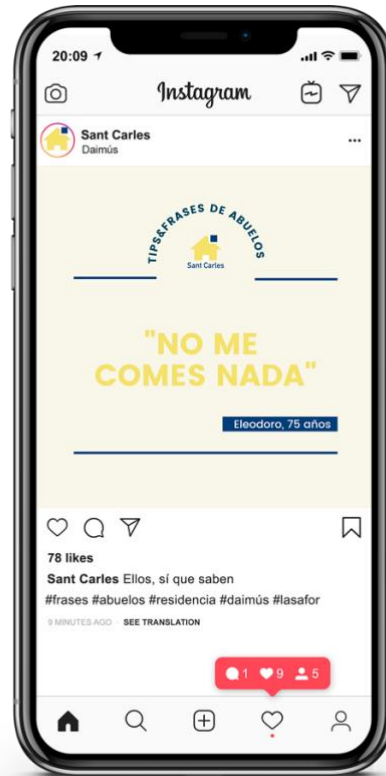 20:09
Instagram
Sant Carles
Daimús
TIPS&FRASES DE ABUELOS
Sant Carles
"NO ME
COMES NADA"
Eleodoro, 75 años
78 likes
Sant Carles Ellos, sí que saben
#frases #abuelos #residencia #daimús #lasafor
9 MINUTES AGO · SEE TRANSLATION
1 9 5